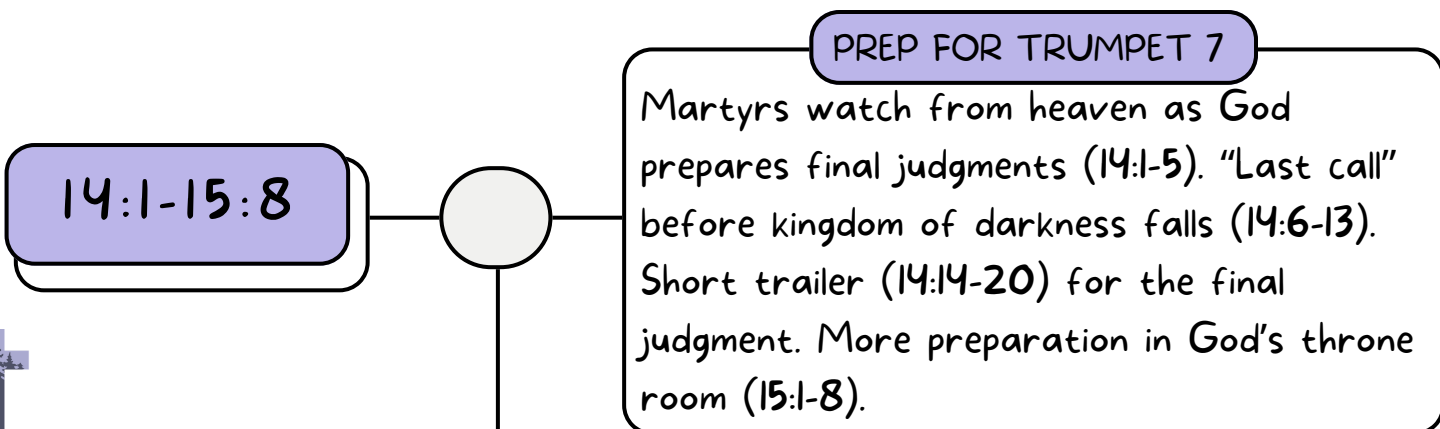 PREP FOR TRUMPET 7
14:1-15:8
Martyrs watch from heaven as God
prepares final judgments (14:1-5). “Last call”
before kingdom of darkness falls (14:6-13).
Short trailer (14:14-20) for the final
judgment. More preparation in God's throne
room (15:1-8).